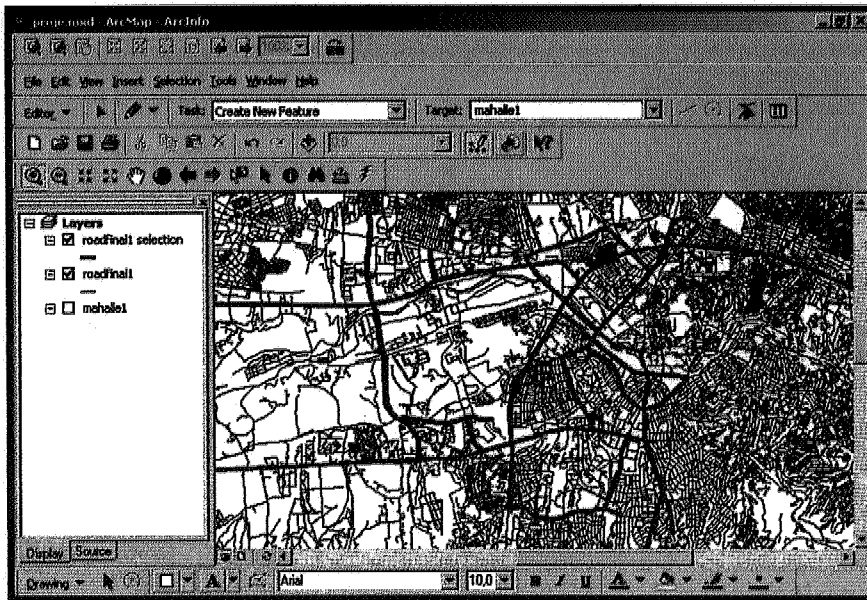 proje.mxd - ArcMap - ArcInfo
100%
File Edit View Insert Selection Tools Window Help
Editor Task: Create New Feature Target: mahalle1
Layers
roadfinal1 selection
roadfinal1
mahalle1
Display Source
Drawing A Arial 10,0 B I U A